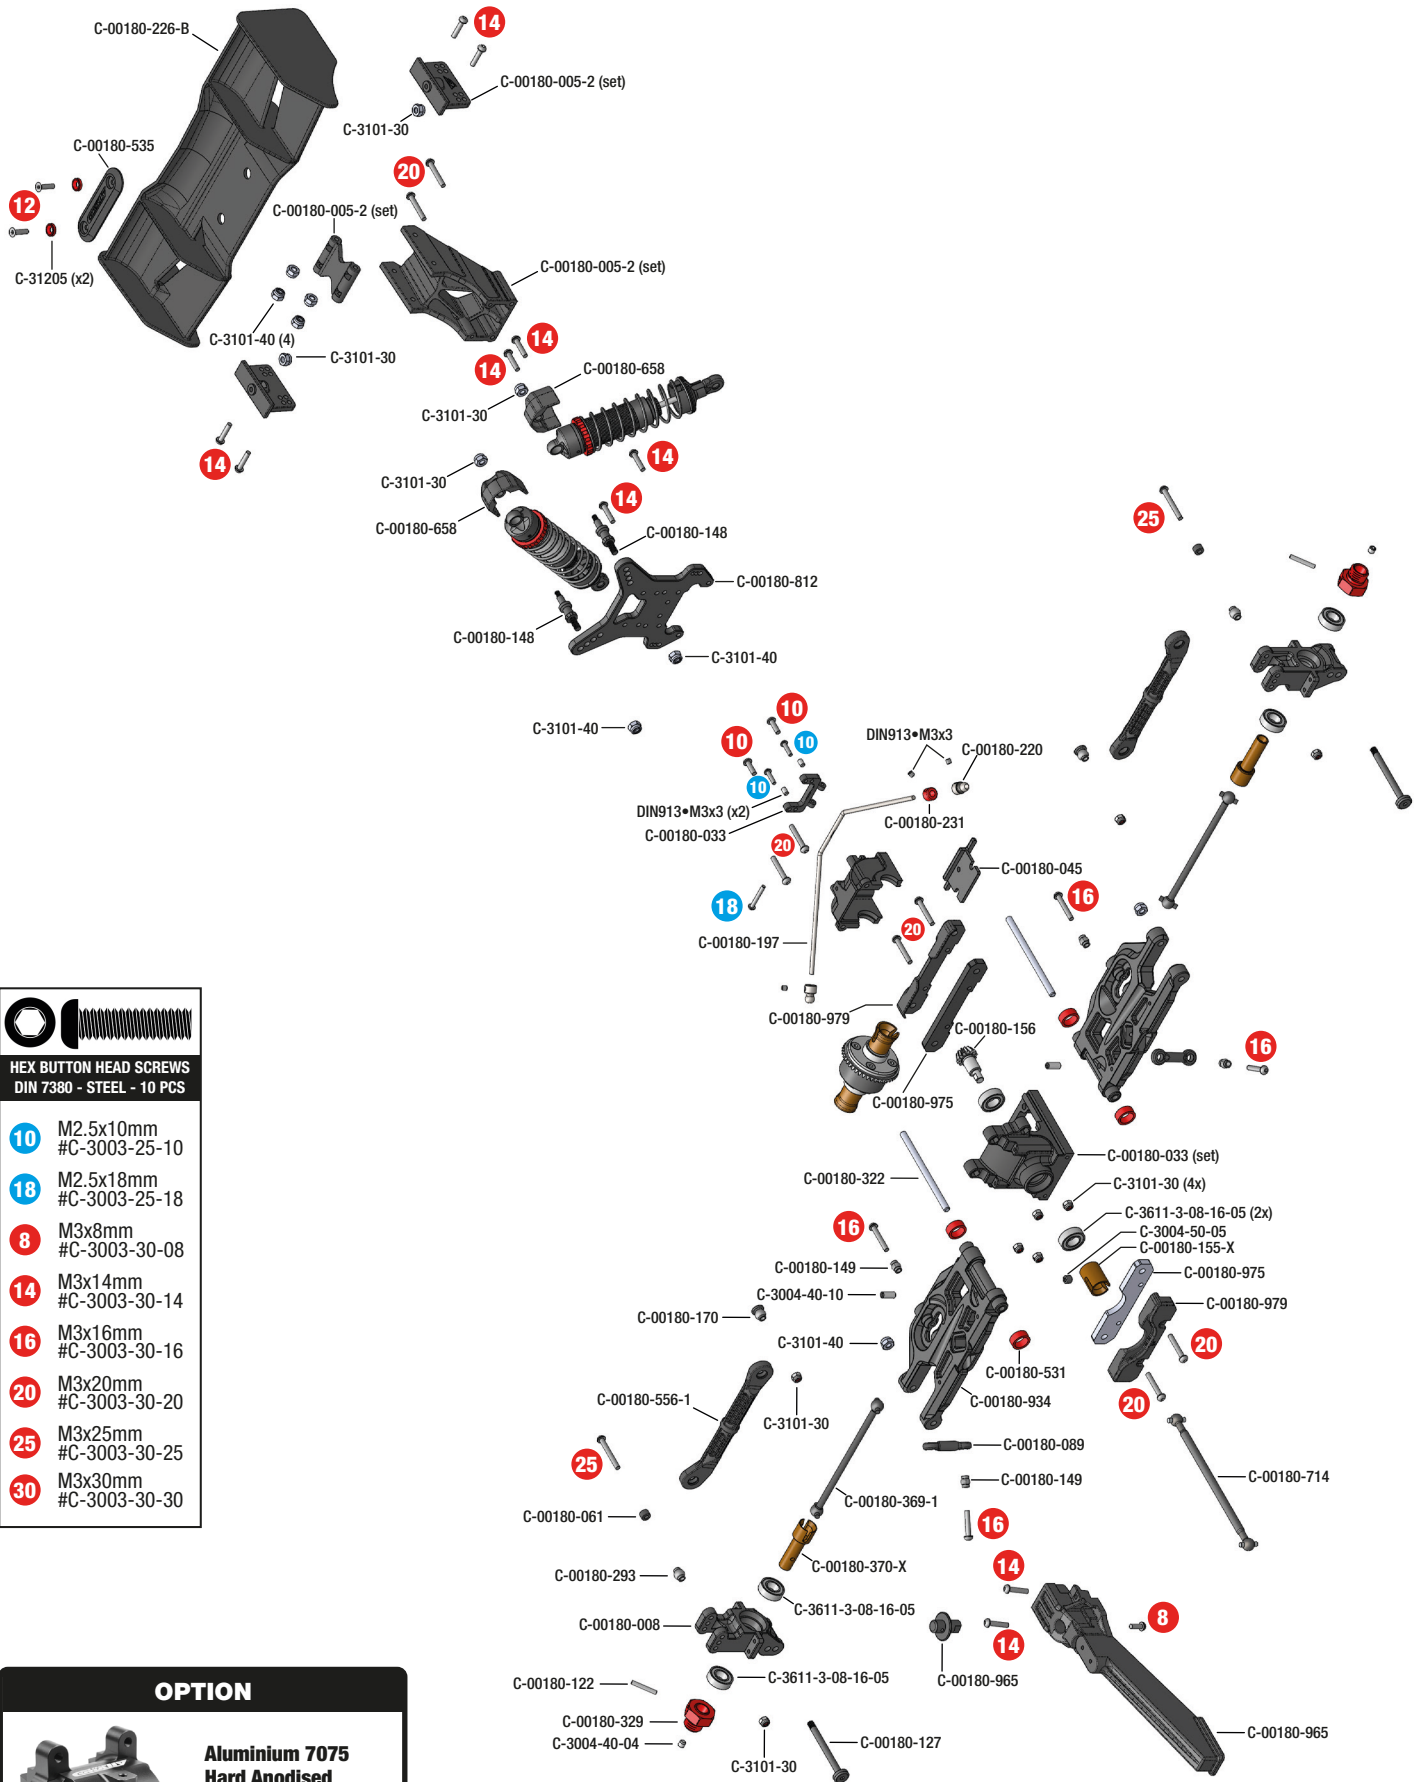 C-00180-226-B
14
C-00180-005-2 (set)
C-3101-30
C-00180-535
20
12
C-00180-005-2 (set)
C-31205 (x2)
C-00180-005-2 (set)
C-3101-40 (4)
C-3101-30
14
14
C-00180-658
C-3101-30
14
14
C-3101-30
14
C-00180-658
C-00180-148
C-00180-812
C-00180-148
C-3101-40
25
C-3101-40
10
10
10
10
DIN913•M3x3
C-00180-220
DIN913•M3x3 (x2)
C-00180-033
C-00180-231
20
C-00180-045
16
18
20
C-00180-197
C-00180-979
C-00180-156
16
C-00180-975
C-00180-033 (set)
C-00180-322
C-3101-30 (4x)
C-3611-3-08-16-05 (2x)
C-3004-50-05
C-00180-155-X
16
C-00180-149
C-00180-975
C-3004-40-10
C-00180-979
C-00180-170
C-3101-40
20
C-00180-531
C-00180-556-1
C-00180-934
20
C-3101-30
C-00180-089
25
C-00180-149
C-00180-714
C-00180-369-1
C-00180-061
16
C-00180-370-X
C-00180-293
14
C-3611-3-08-16-05
C-00180-008
8
14
C-3611-3-08-16-05
C-00180-965
C-00180-122
C-00180-329
C-3004-40-04
C-00180-127
C-00180-965
C-3101-30
HEX BUTTON HEAD SCREWS
DIN 7380 - STEEL - 10 PCS
10 M2.5x10mm
#C-3003-25-10
18 M2.5x18mm
#C-3003-25-18
8 M3x8mm
#C-3003-30-08
14 M3x14mm
#C-3003-30-14
16 M3x16mm
#C-3003-30-16
20 M3x20mm
#C-3003-30-20
25 M3x25mm
#C-3003-30-25
30 M3x30mm
#C-3003-30-30
OPTION
Aluminium 7075
Hard Anodised